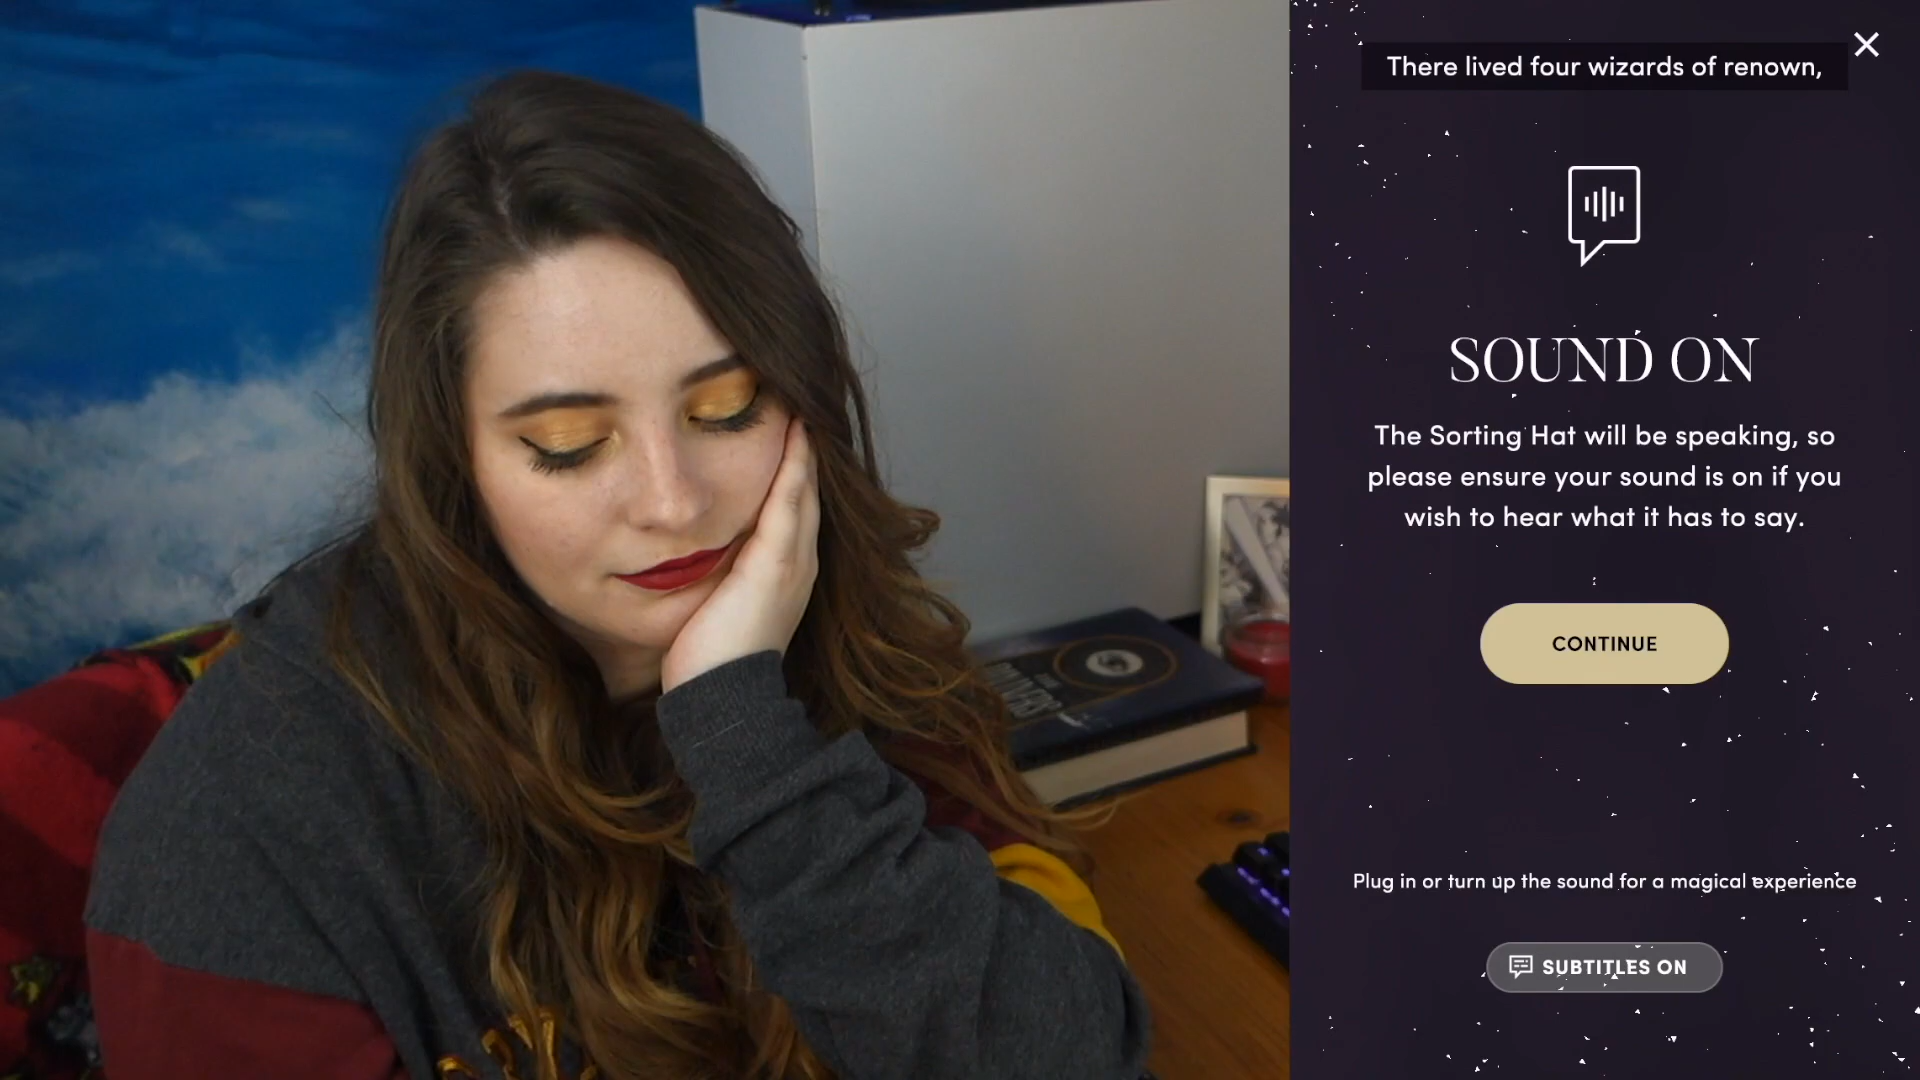 There lived four wizards of renown,
SOUND ON
The Sorting Hat will be speaking, so
please ensure your sound is on if you
wish to hear what it has to say.
CONTINUE
Plug in or turn up the sound for a magical experience
SUBTITLES ON